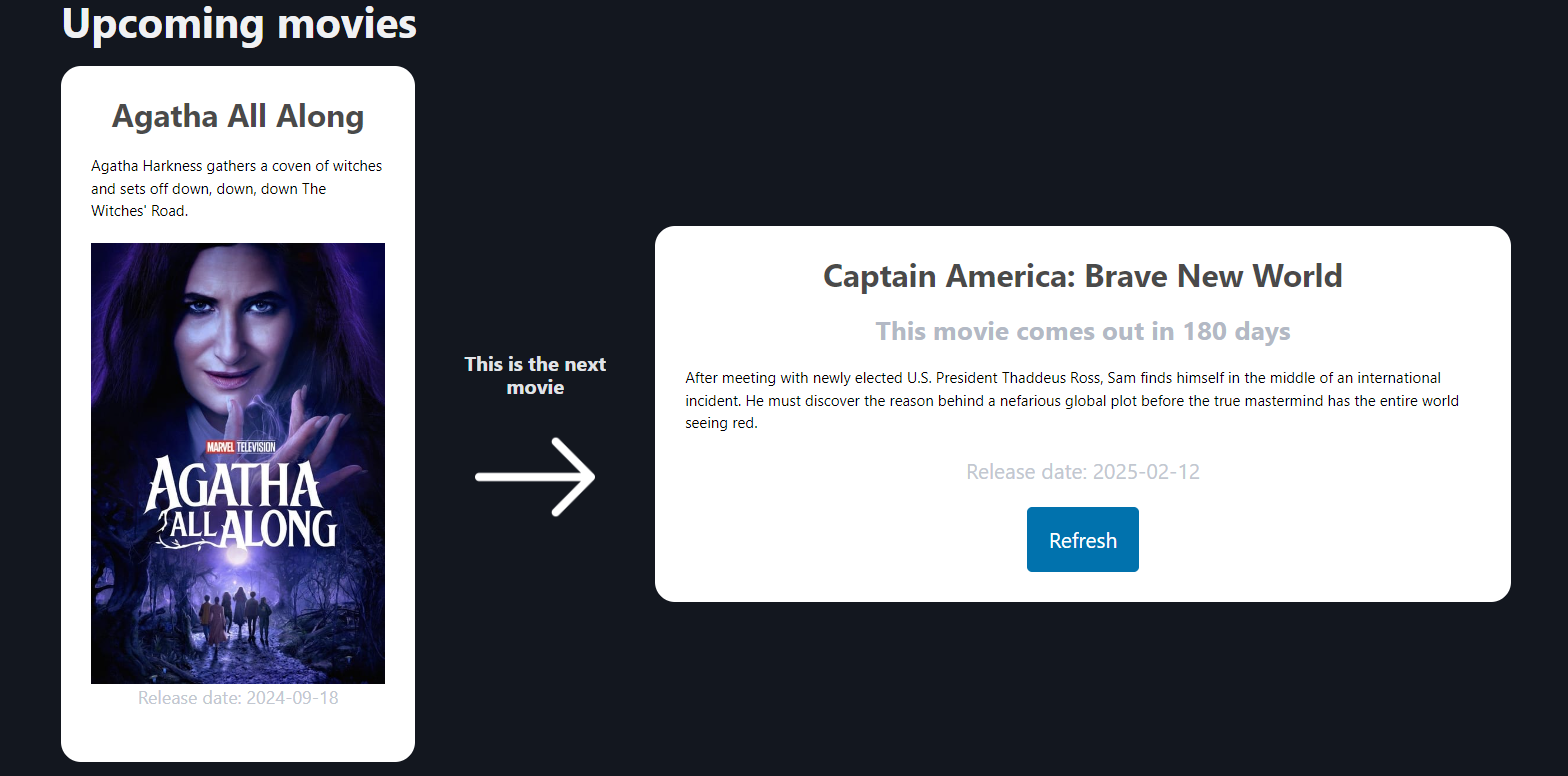 Upcoming movies
Agatha All Along
Agatha Harkness gathers a coven of witches
and sets off down, down, down The
Witches' Road.
MARVEL TELEVISION
AGATHA
ALL ALONG
Release date: 2024-09-18
This is the next
movie
Captain America: Brave New World
This movie comes out in 180 days
After meeting with newly elected U.S. President Thaddeus Ross, Sam finds himself in the middle of an international
incident. He must discover the reason behind a nefarious global plot before the true mastermind has the entire world
seeing red.
Release date: 2025-02-12
Refresh